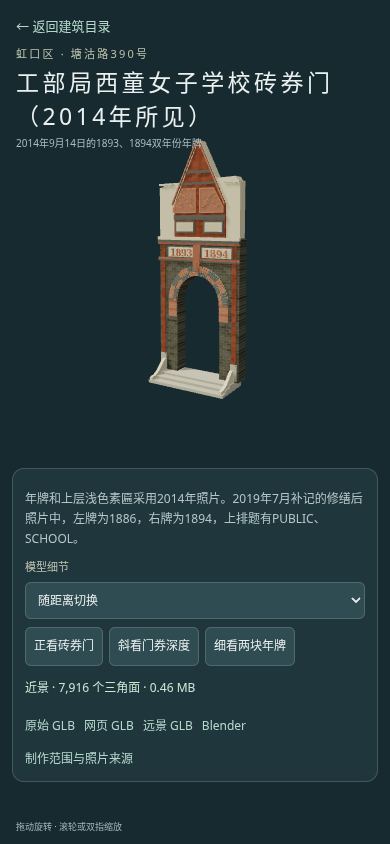 ← 返回建筑目录
虹口区 · 塘沽路390号
工部局西童女子学校砖券门
（2014年所见）
2014年9月14日的1893、1894双年份年牌
1893 1894
年牌和上层浅色素匾采用2014年照片。2019年7月补记的修缮后
照片中，左牌为1886，右牌为1894，上排题有PUBLIC、
SCHOOL。
模型细节
随距离切换
正看砖券门 斜看门券深度 细看两块年牌
近景 · 7,916 个三角面 · 0.46 MB
原始 GLB 网页 GLB 远景 GLB Blender
制作范围与照片来源
拖动旋转 · 滚轮或双指缩放